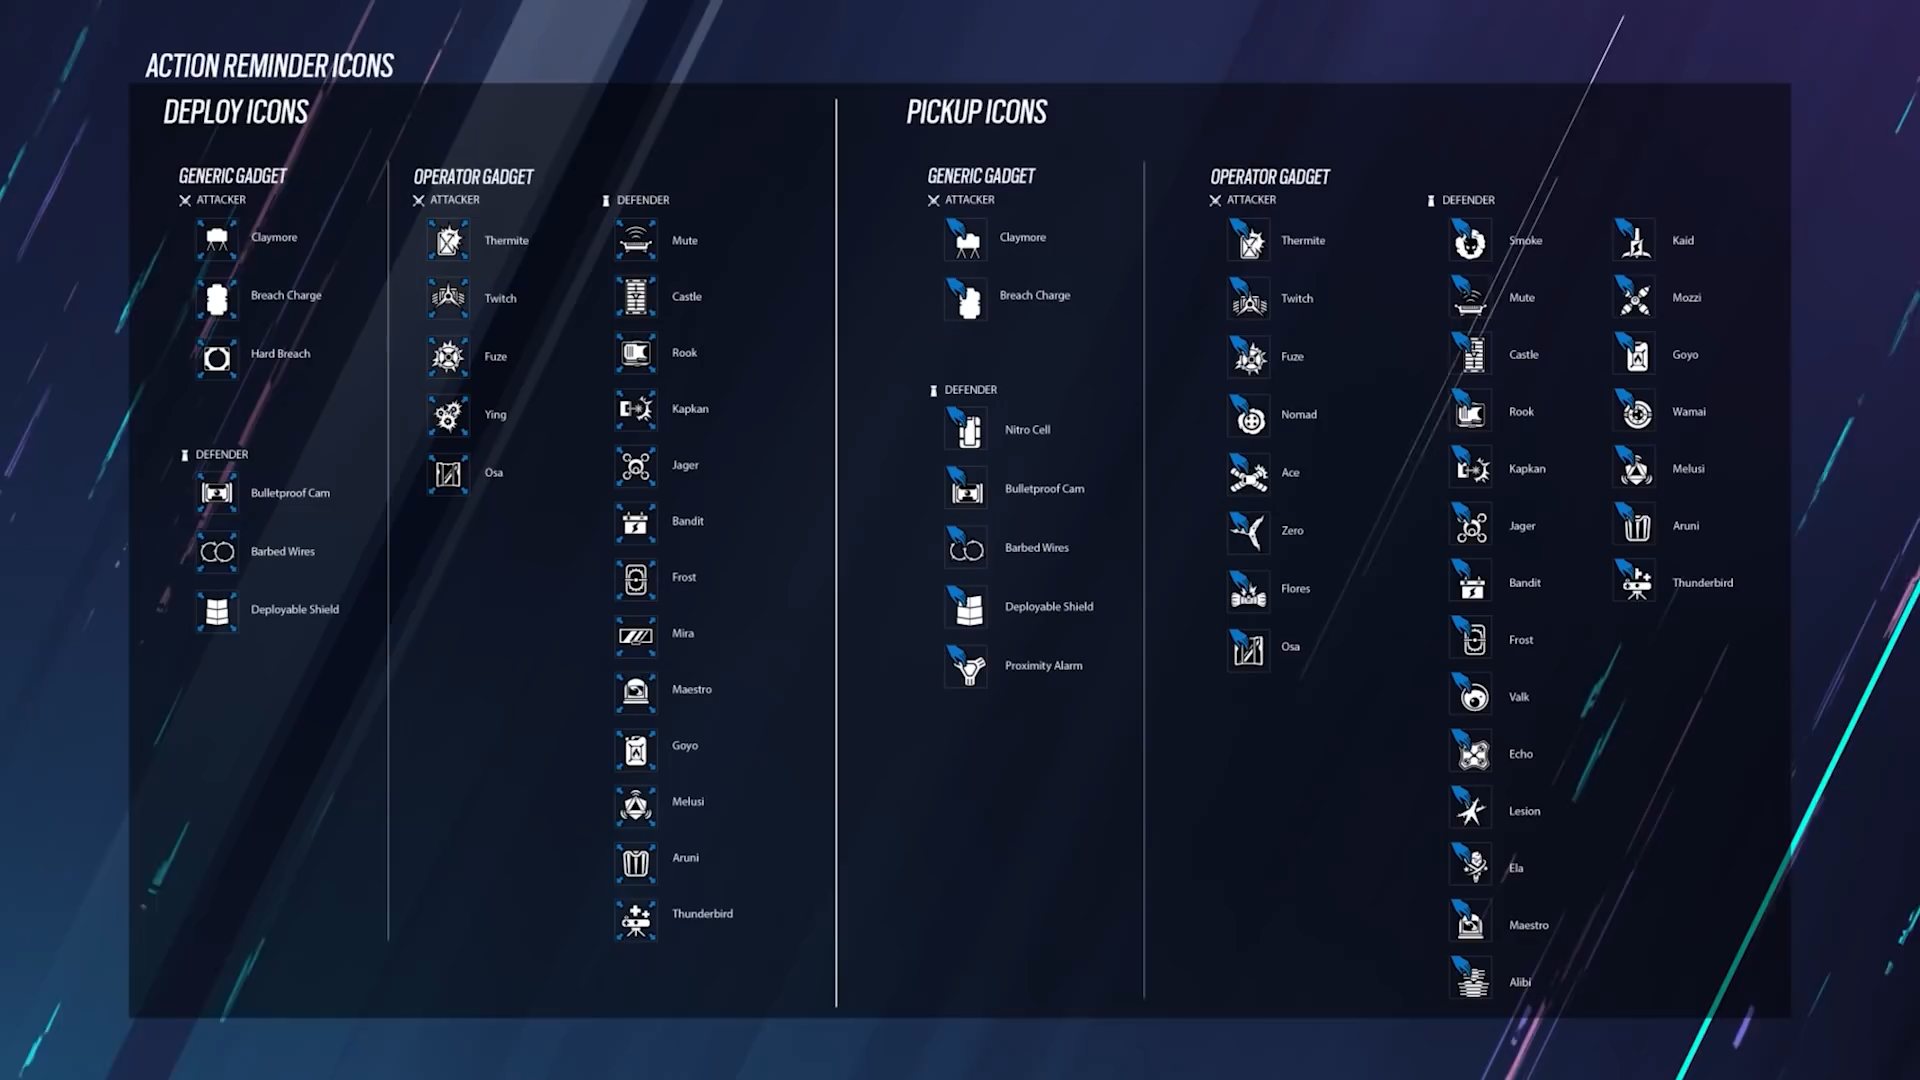 ACTION REMINDER ICONS
DEPLOY ICONS
GENERIC GADGET
ATTACKER
Claymore
Breach Charge
Hard Breach
DEFENDER
Bulletproof Cam
Barbed Wires
Deployable Shield
OPERATOR GADGET
ATTACKER
Thermite
Twitch
Fuze
Ying
Osa
DEFENDER
Mute
Castle
Rook
Kapkan
Jager
Bandit
Frost
Mira
Maestro
Goyo
Melusi
Aruni
Thunderbird
PICKUP ICONS
GENERIC GADGET
ATTACKER
Claymore
Breach Charge
DEFENDER
Nitro Cell
Bulletproof Cam
Barbed Wires
Deployable Shield
Proximity Alarm
OPERATOR GADGET
ATTACKER
Thermite
Twitch
Fuze
Nomad
Ace
Zero
Flores
Osa
DEFENDER
Smoke
Mute
Castle
Rook
Kapkan
Jager
Bandit
Frost
Valk
Echo
Lesion
Ela
Maestro
Alibi
Kaid
Mozzi
Goyo
Wamai
Melusi
Aruni
Thunderbird